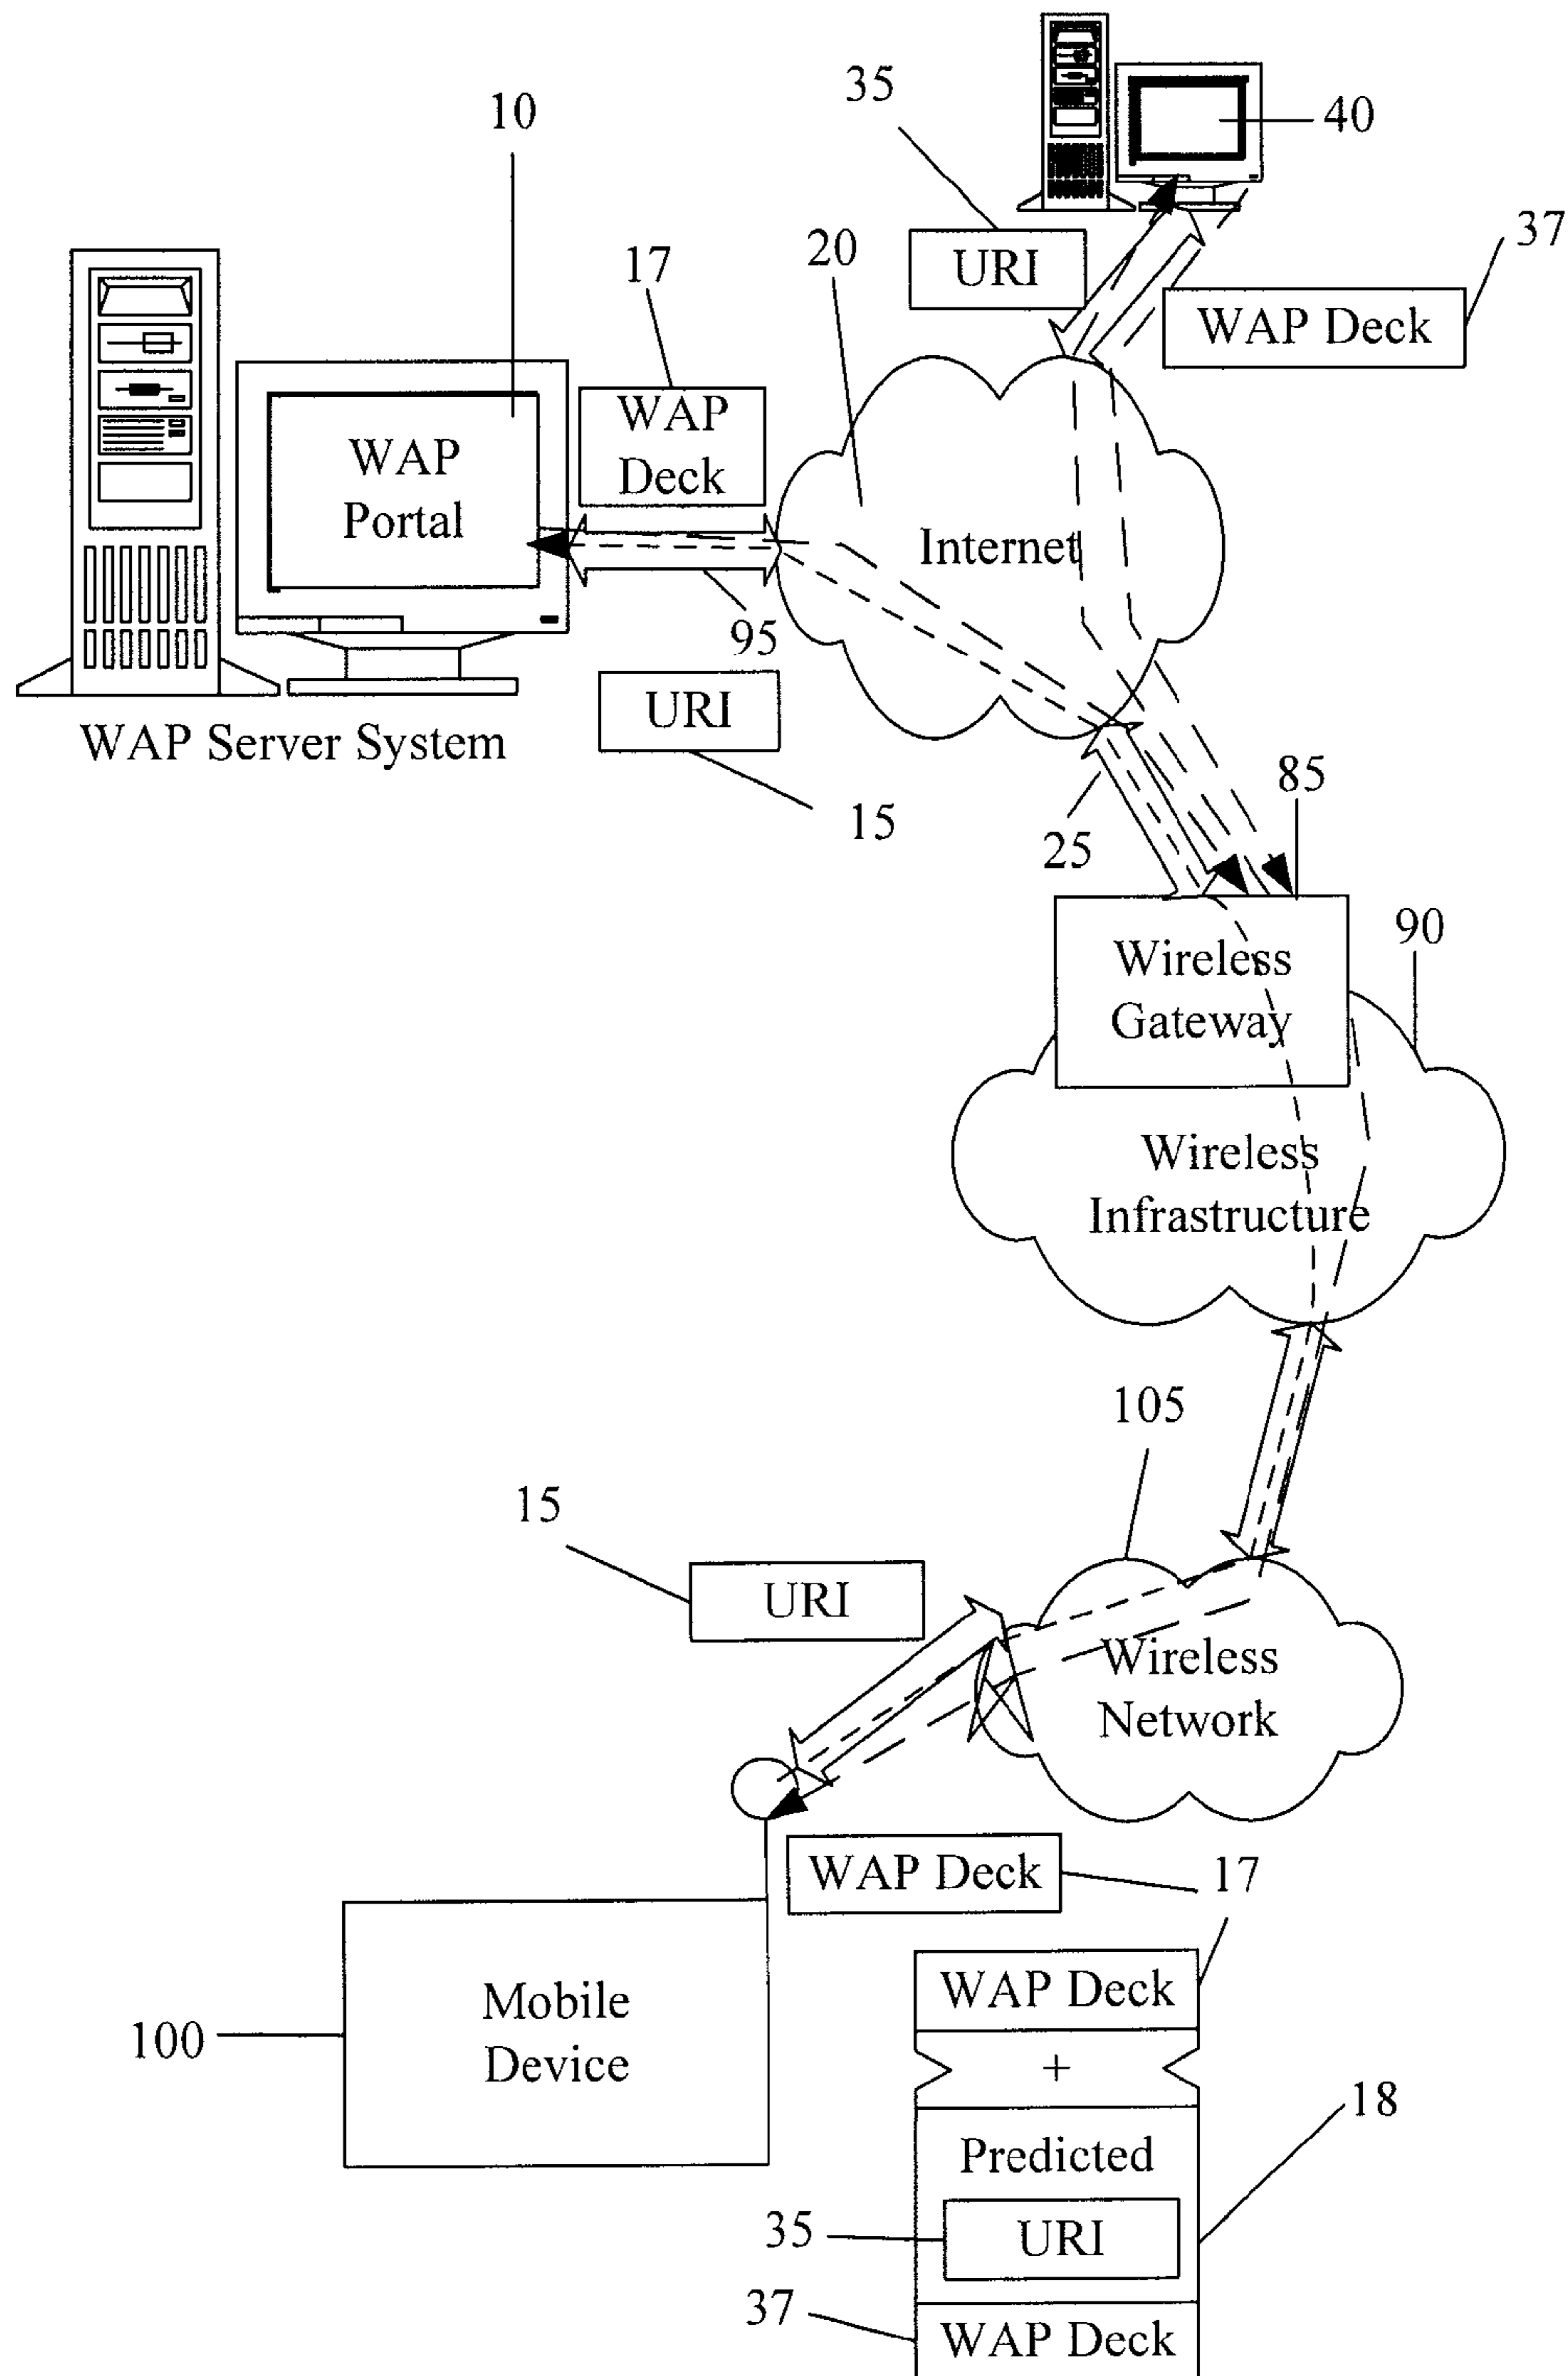 35
10
40
37
17
20
URI
WAP Deck
WAP
Deck
WAP
Portal
Internet
95
URI
WAP Server System
85
15
25
90
Wireless
Gateway
Wireless
Infrastructure
105
15
URI
Wireless
Network
WAP Deck
17
WAP Deck
Mobile
Device
100
+
18
Predicted
35
URI
37
WAP Deck